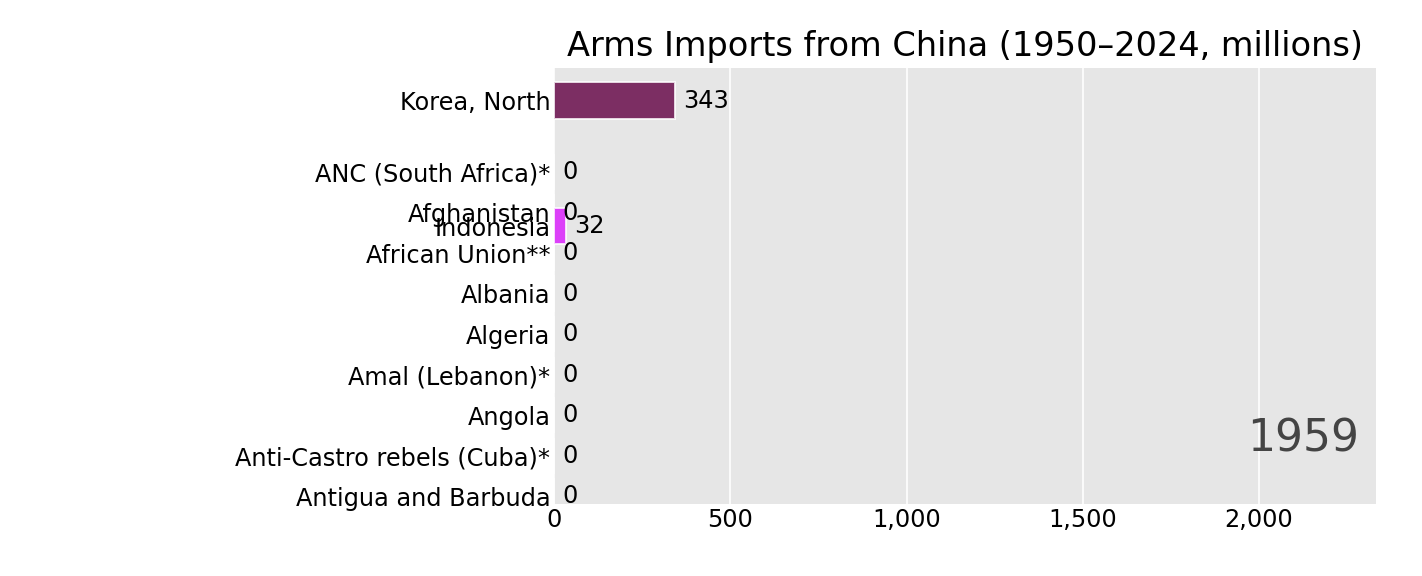 Arms Imports from China (1950–2024, millions)
Korea, North 343
ANC (South Africa)* 0
Afghanistan 0
Indonesia 32
African Union** 0
Albania 0
Algeria 0
Amal (Lebanon)* 0
Angola 0
1959
Anti-Castro rebels (Cuba)* 0
Antigua and Barbuda 0
0 500 1,000 1,500 2,000